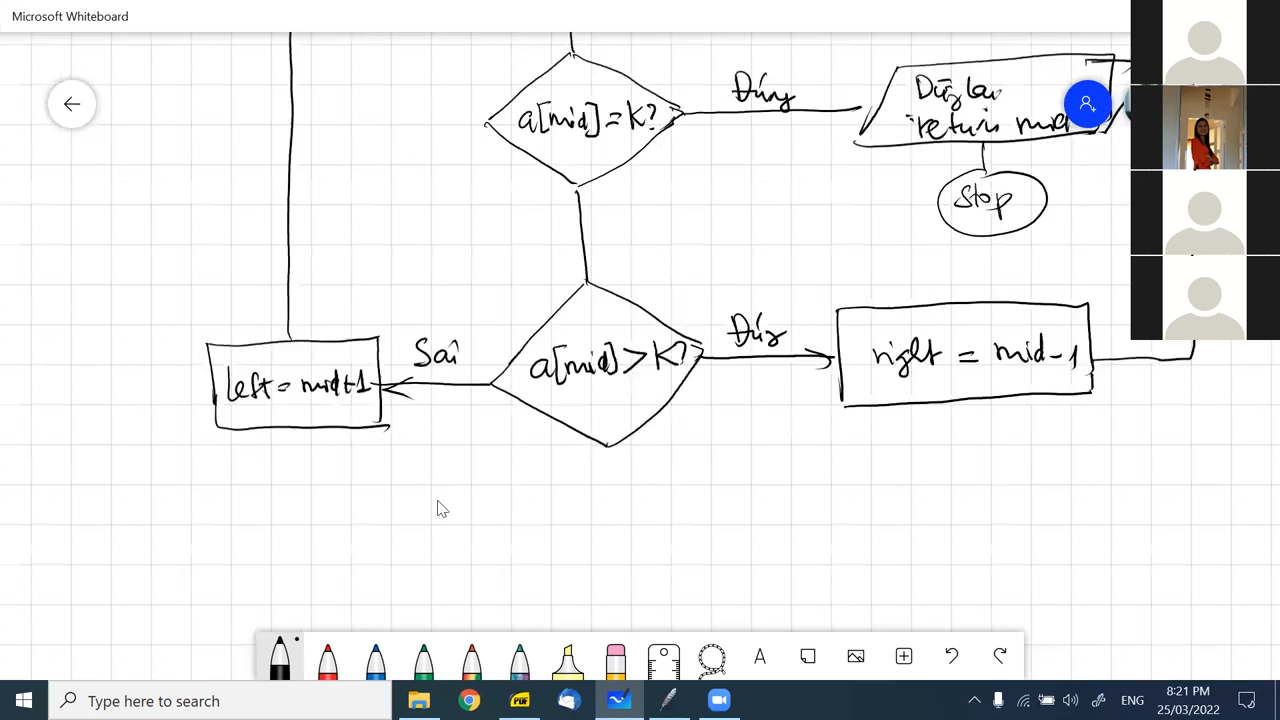 Microsoft Whiteboard
a[mid]=K?
Đúng
Dừng lại
return mid
Stop
a[mid]>K?
Sai
Đúng
left = mid+1
right = mid-1
A
Type here to search
PDF
ENG
8:21 PM
25/03/2022